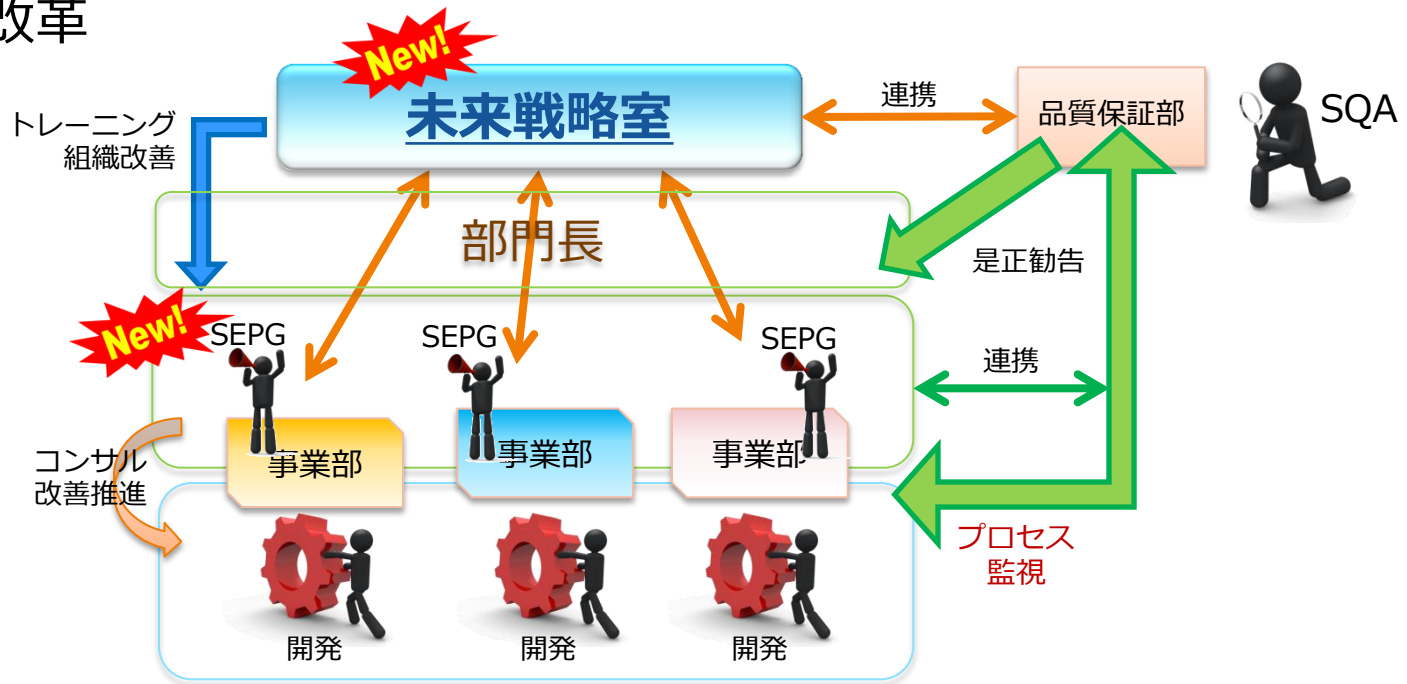 改革
New!
未来戦略室
連携
品質保証部
SQA
トレーニング
組織改善
部門長
是正勧告
New!
SEPG
SEPG
SEPG
連携
事業部
事業部
事業部
コンサル
改善推進
プロセス
監視
開発
開発
開発